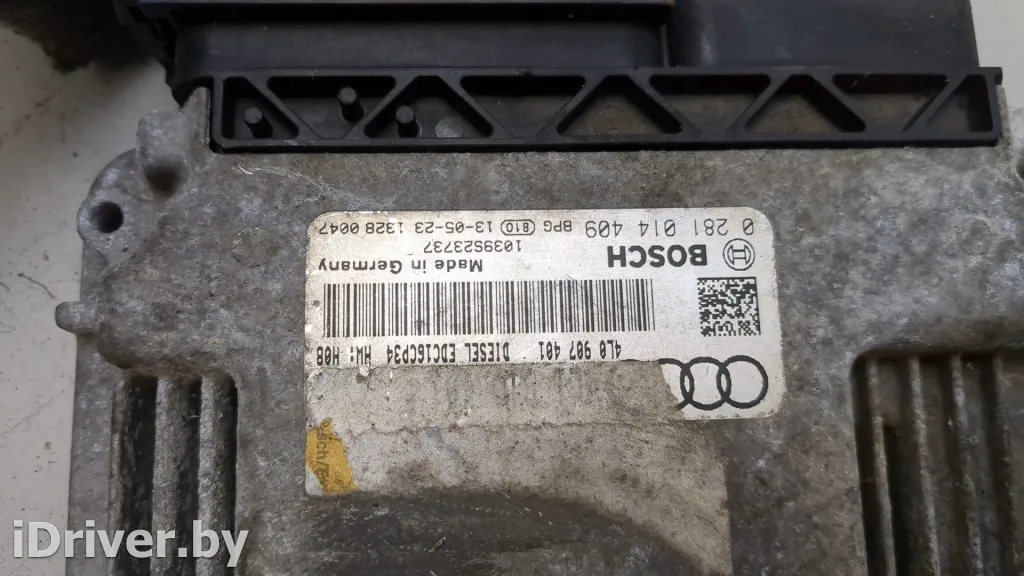 0 281 014 409 BPG 810 13-05-23 1328 0047
BOSCH 1039S23737
Made in Germany
4L0 907 401 DIESEL EDC16CP34 HW: H08
iDriver.by